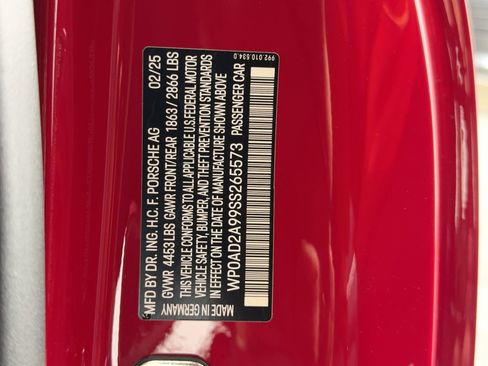 992.010.534.0
MFD BY DR. ING. H.C. F. PORSCHE AG 02/25
GVWR 4453LBS GAWR FRONT/REAR 1863/2866 LBS
THIS VEHICLE CONFORMS TO ALL APPLICABLE U.S.FEDERAL MOTOR
VEHICLE SAFETY, BUMPER, AND THEFT PREVENTION STANDARDS
IN EFFECT ON THE DATE OF MANUFACTURE SHOWN ABOVE
WP0AD2A99SS265573 PASSENGER CAR
MADE IN GERMANY